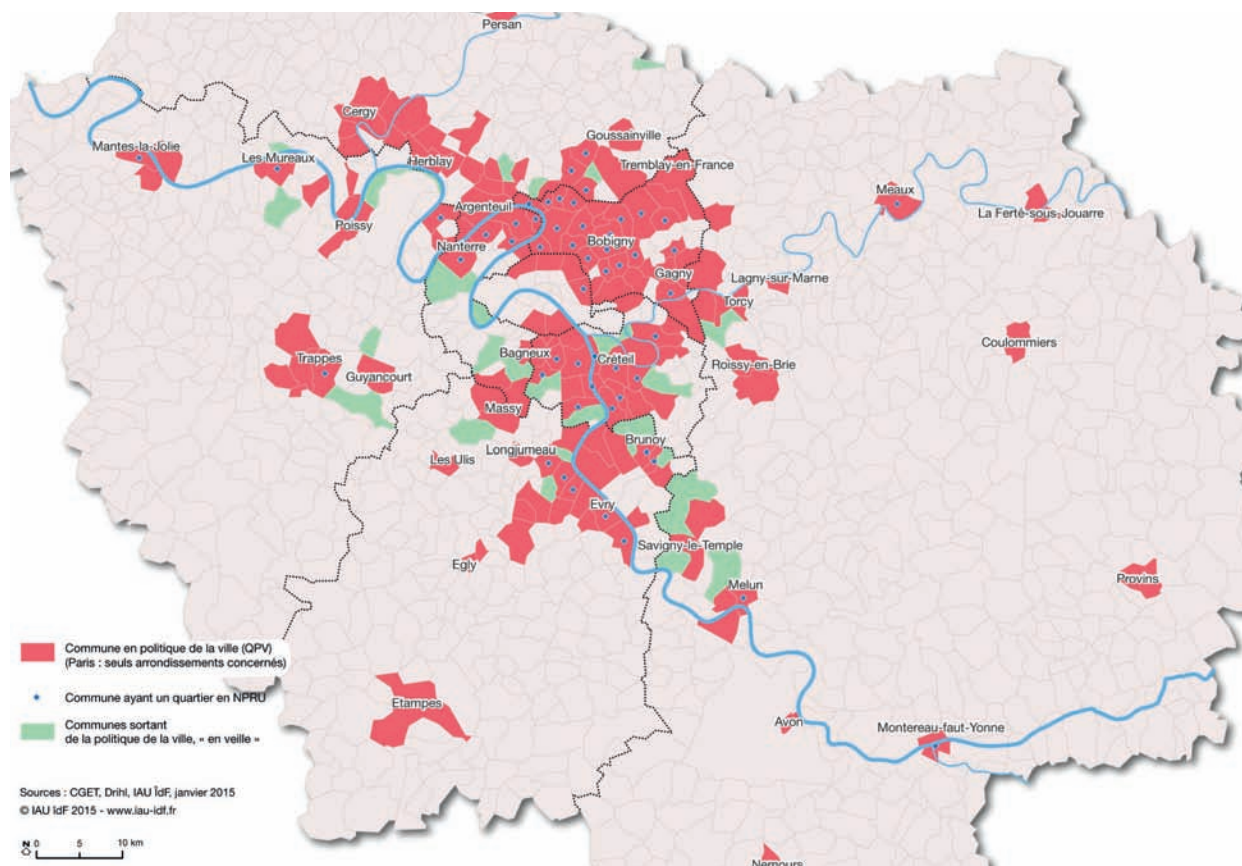 Persan
Cergy
Goussainville
Mantes-la-Jolie
Les Mureaux
Herblay
Tremblay-en-France
Meaux
La Ferté-sous-Jouarre
Argenteuil
Poissy
Bobigny
Nanterre
Gagny
Lagny-sur-Marne
Torcy
Coulommiers
Trappes
Bagneux
Créteil
Roissy-en-Brie
Guyancourt
Massy
Brunoy
Longjumeau
Les Ulis
Evry
Savigny-le-Temple
Egly
Melun
Provins
Commune en politique de la ville (QPV)
(Paris : seuls arrondissements concernés)
Commune ayant un quartier en NPRU
Communes sortant
de la politique de la ville, « en veille »
Etampes
Avon
Montereau-faut-Yonne
Sources : CGET, Drihl, IAU ÎdF, janvier 2015
© IAU îdF 2015 - www.iau-idf.fr
N
0 5 10 km
Nemours